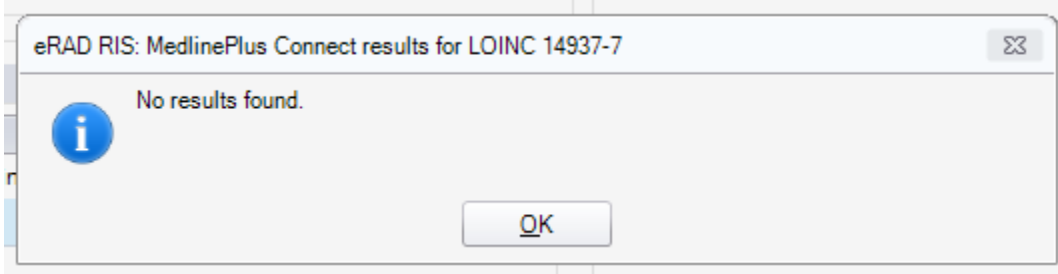 eRAD RIS: MedlinePlus Connect results for LOINC 14937-7
No results found.
OK